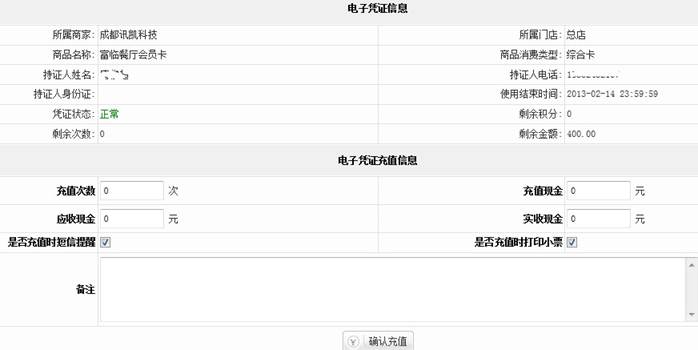 电子凭证信息
所属商家: 成都讯凯科技 所属门店: 总店
商品名称: 富临餐厅会员卡 商品消费类型: 综合卡
持证人姓名: 持证人电话:
持证人身份证: 使用结束时间: 2013-02-14 23:59:59
凭证状态: 正常 剩余积分: 0
剩余次数: 0 剩余金额: 400.00
电子凭证充值信息
充值次数 0 次 充值现金 0 元
应收现金 0 元 实收现金 0 元
是否充值时短信提醒 是否充值时打印小票
备注
确认充值